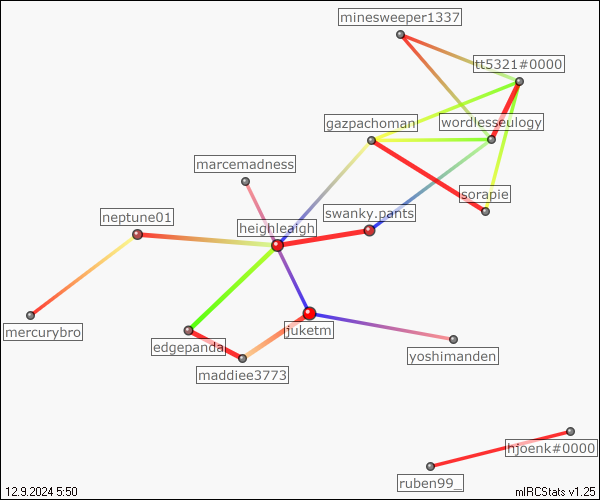 minesweeper1337
tt5321#0000
gazpachoman
wordlesseulogy
marcemadness
sorapie
neptune01
swanky.pants
heighleaigh
mercurybro
juketm
edgepanda
yoshimanden
maddiee3773
hjoenk#0000
ruben99_
12.9.2024 5:50
mIRCStats v1.25